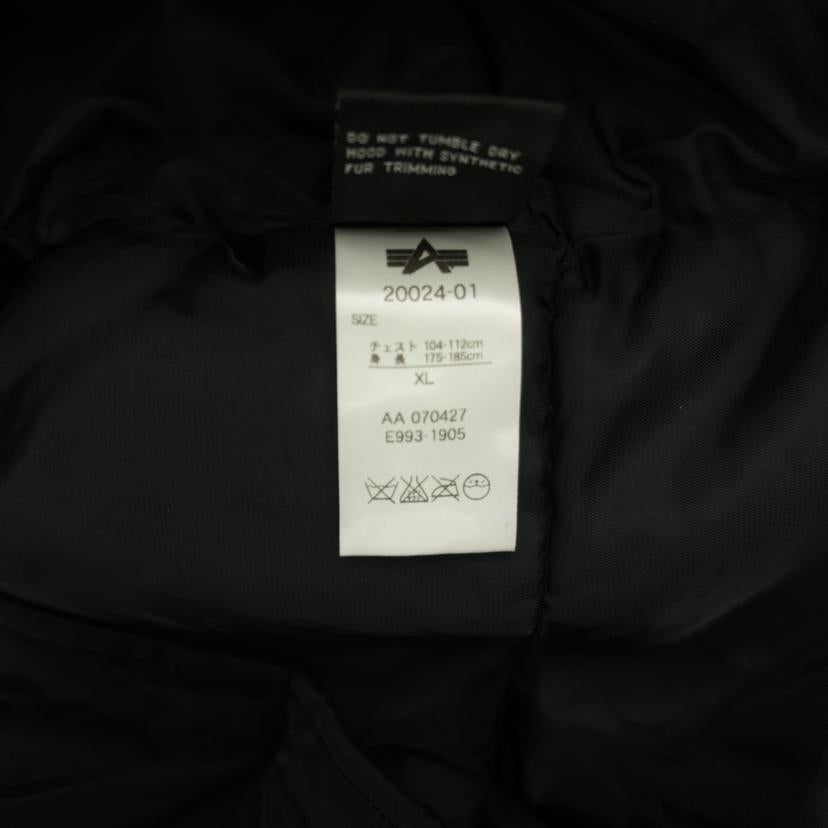 DO NOT TUMBLE DRY
HOOD WITH SYNTHETIC
FUR TRIMMING
20024-01
SIZE
チェスト 104-112cm
身 長 175-185cm
XL
AA 070427
E993-1905